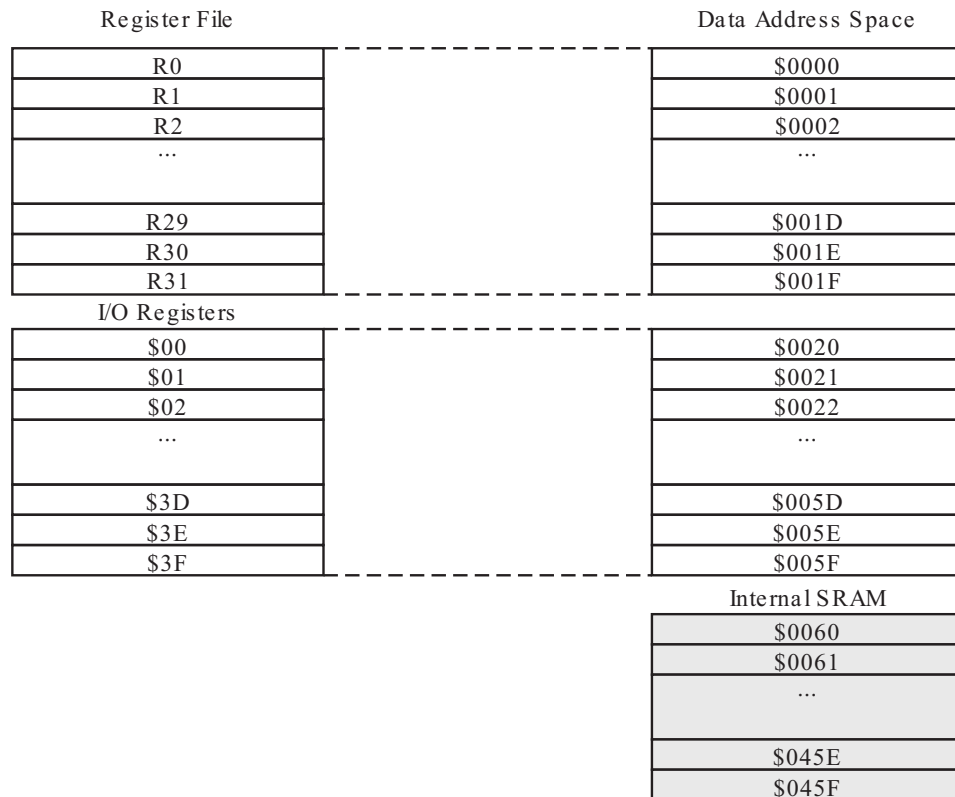 Register File
Data Address Space
R0
$0000
R1
$0001
R2
$0002
...
...
R29
$001D
R30
$001E
R31
$001F
I/O Registers
$00
$0020
$01
$0021
$02
$0022
...
...
$3D
$005D
$3E
$005E
$3F
$005F
Internal SRAM
$0060
$0061
...
$045E
$045F